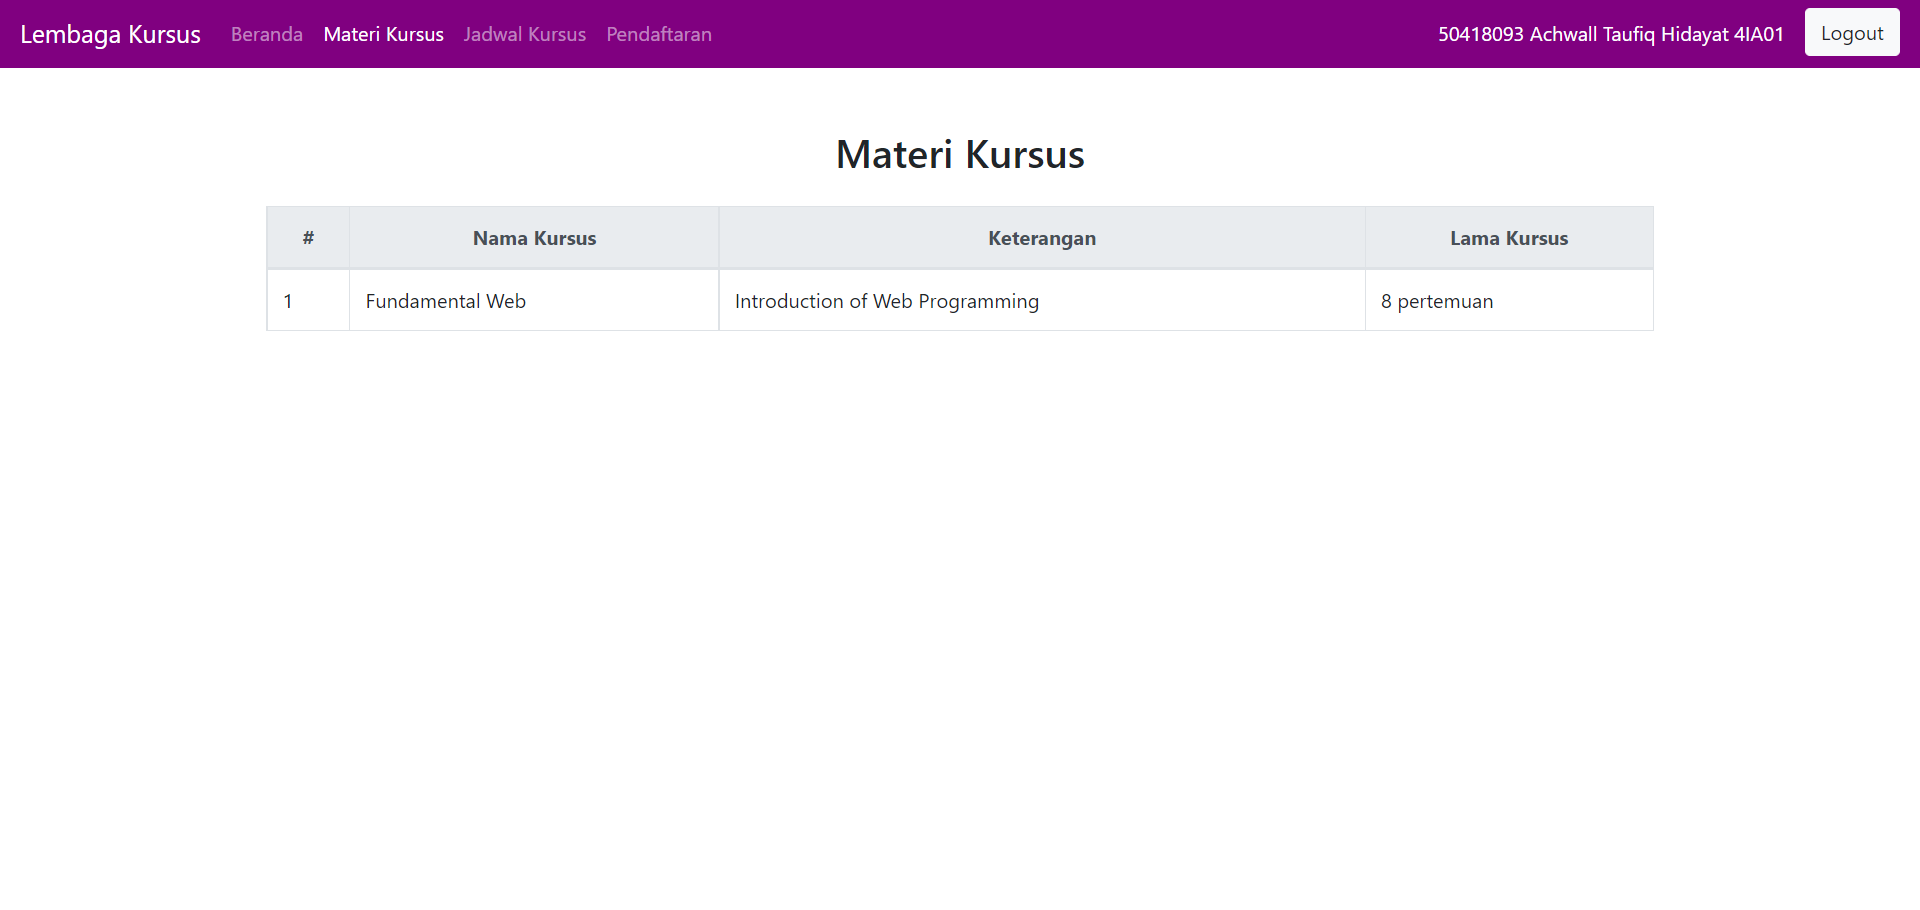 Lembaga Kursus Beranda Materi Kursus Jadwal Kursus Pendaftaran 50418093 Achwall Taufiq Hidayat 4IA01 Logout
Materi Kursus
# Nama Kursus Keterangan Lama Kursus
1 Fundamental Web Introduction of Web Programming 8 pertemuan